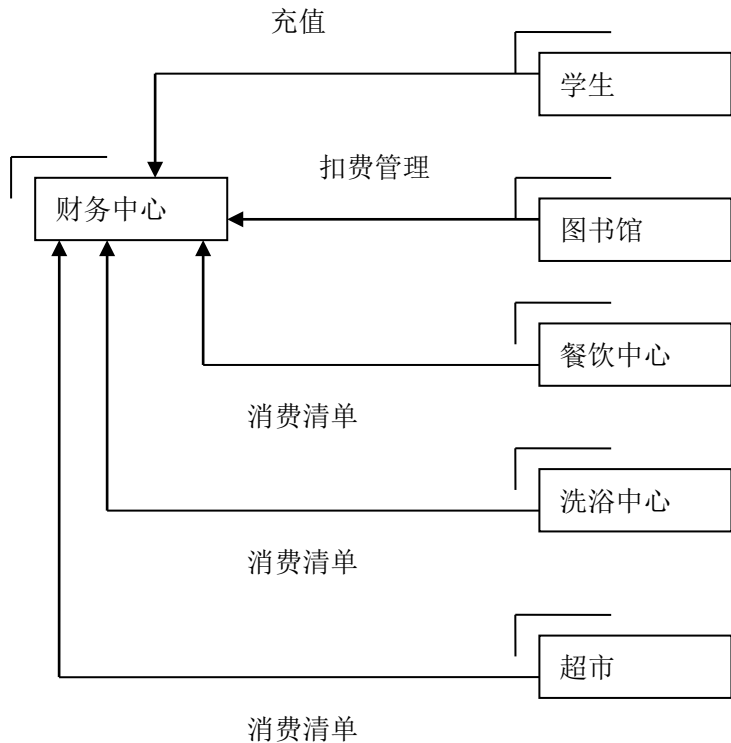 充值
学生
扣费管理
财务中心
图书馆
餐饮中心
消费清单
洗浴中心
消费清单
超市
消费清单